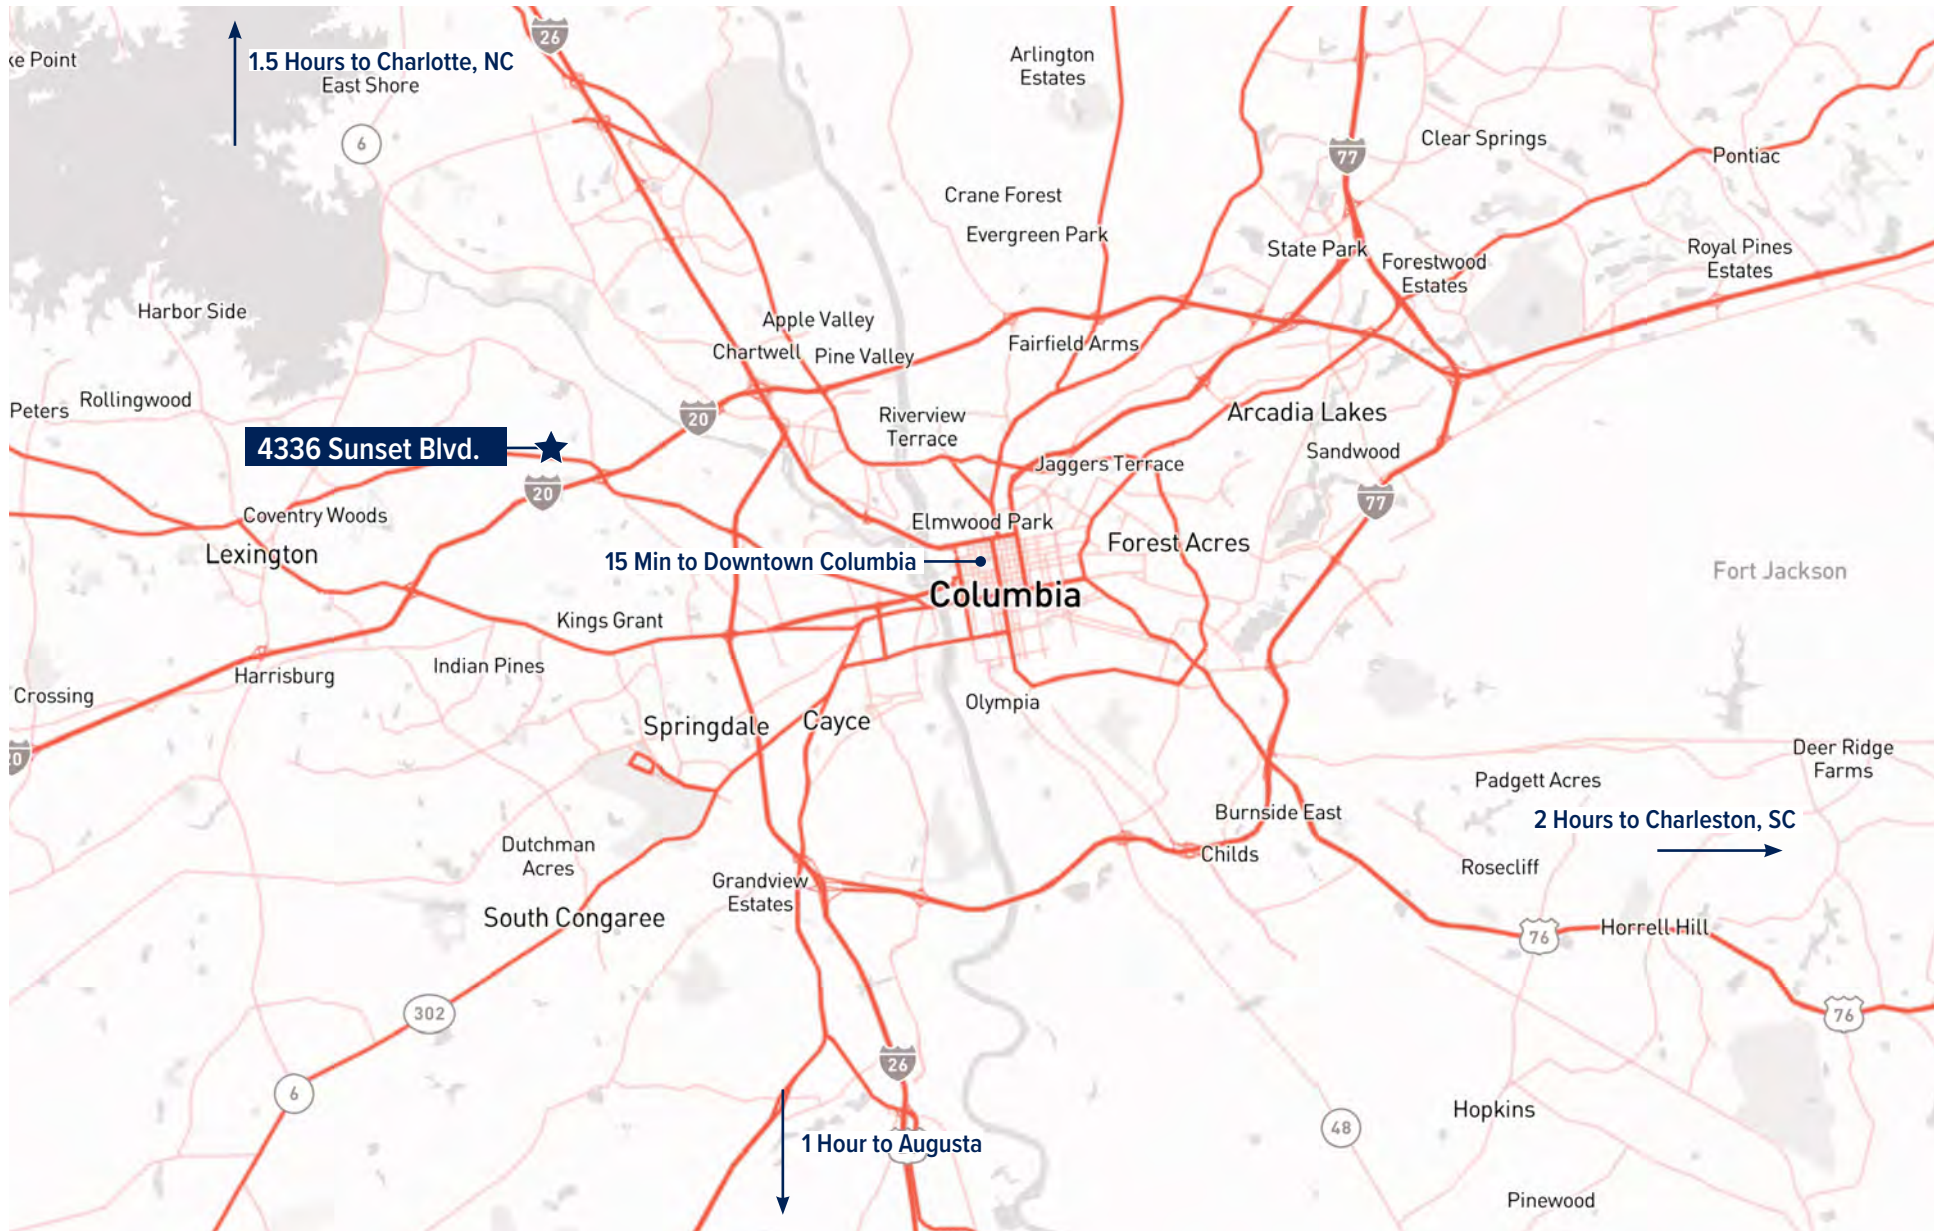 26
1.5 Hours to Charlotte, NC
ke Point
East Shore
6
Arlington
Estates
77
Clear Springs
Pontiac
Crane Forest
Evergreen Park
State Park
Forestwood
Estates
Royal Pines
Estates
Harbor Side
Apple Valley
Chartwell
Pine Valley
Fairfield Arms
Peters
Rollingwood
20
Riverview
Terrace
Arcadia Lakes
4336 Sunset Blvd.
Sandwood
Jaggers Terrace
20
77
Coventry Woods
Elmwood Park
Lexington
Forest Acres
15 Min to Downtown Columbia
Fort Jackson
Columbia
Kings Grant
Indian Pines
Harrisburg
Crossing
Olympia
Springdale
Cayce
20
Deer Ridge
Farms
Padgett Acres
Burnside East
2 Hours to Charleston, SC
Dutchman
Acres
Childs
Rosecliff
Grandview
Estates
South Congaree
Horrell Hill
76
302
76
26
6
Hopkins
48
1 Hour to Augusta
Pinewood